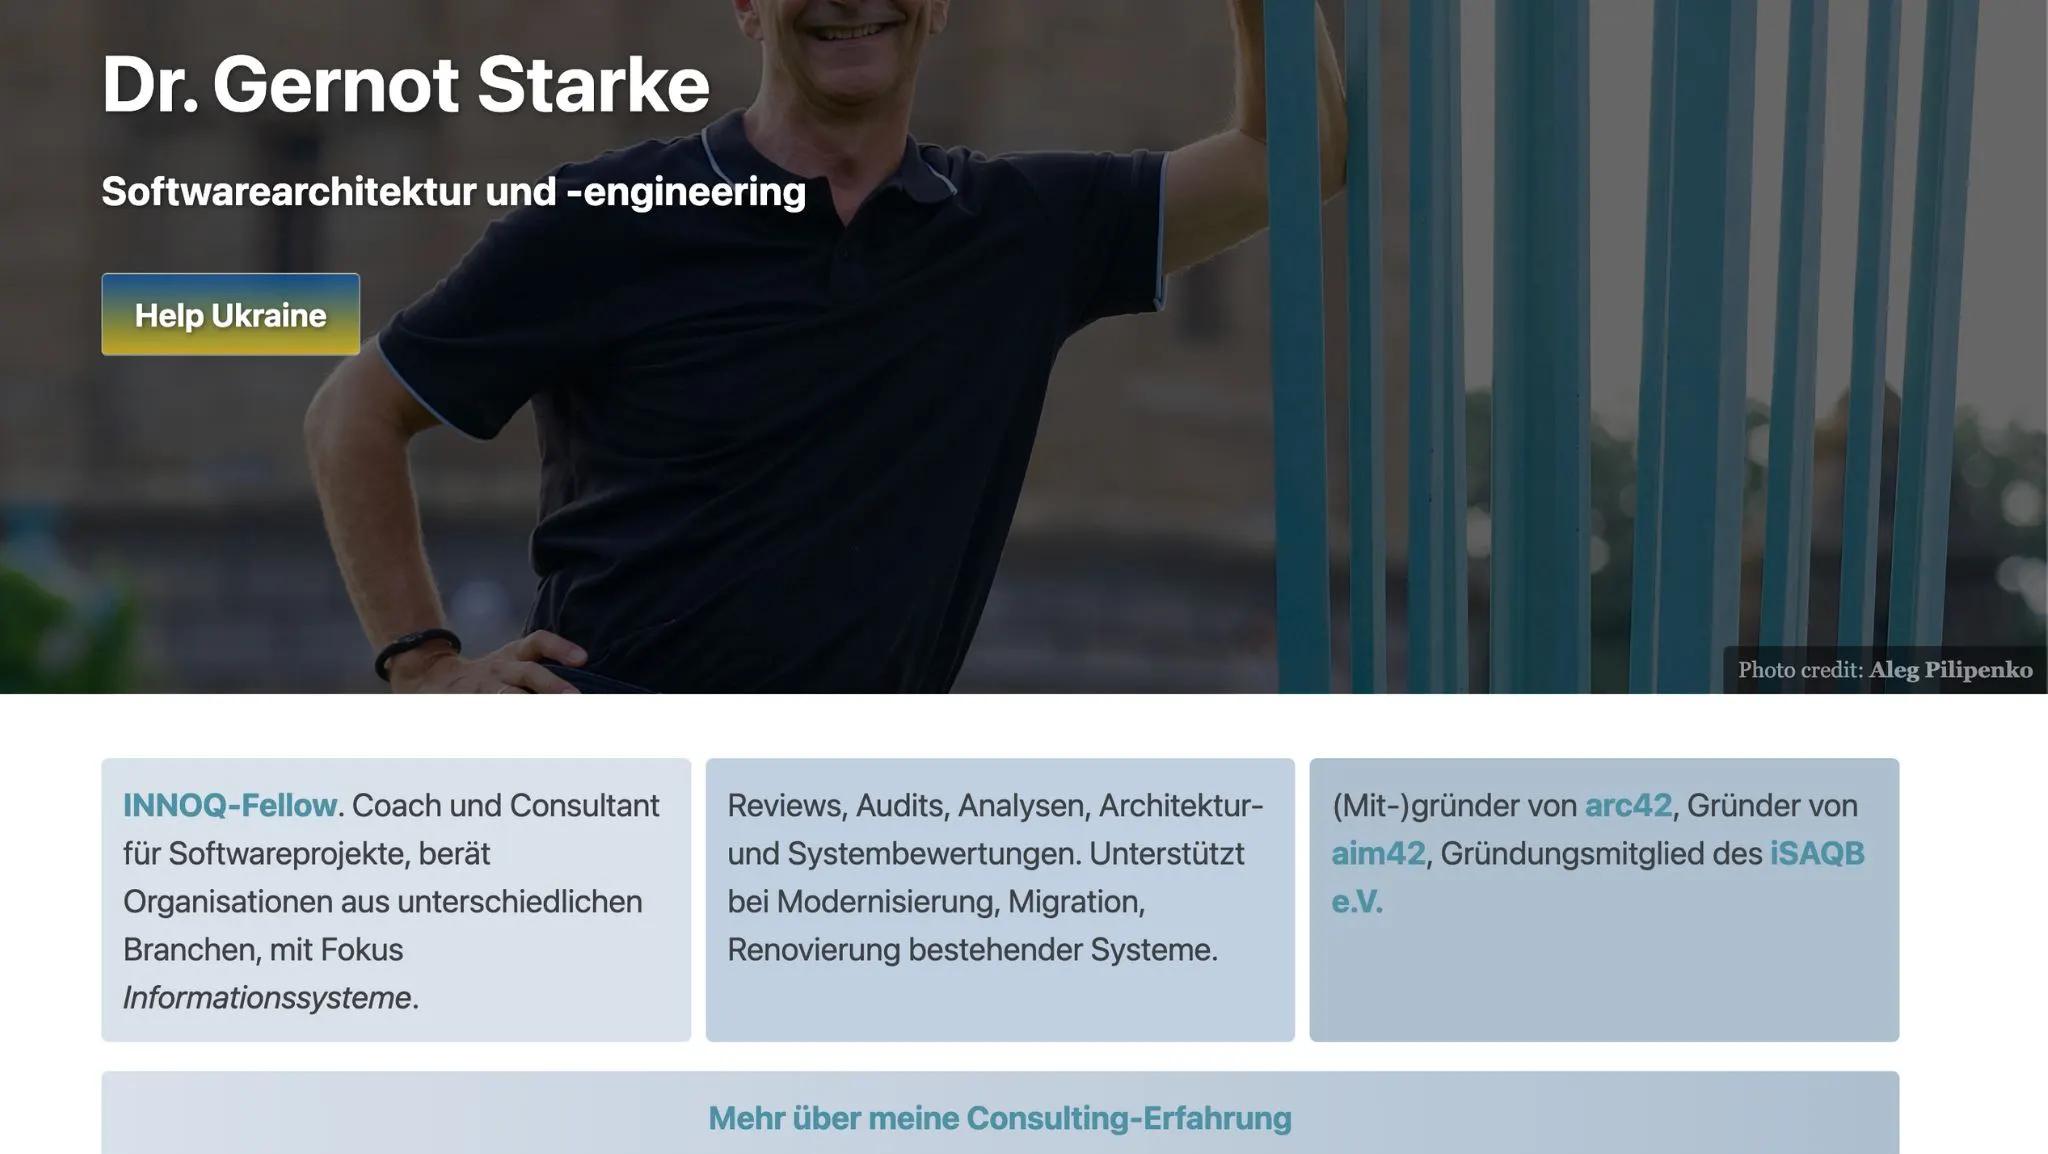 Dr. Gernot Starke
Softwarearchitektur und -engineering
Help Ukraine
Photo credit: Aleg Pilipenko
INNOQ-Fellow. Coach und Consultant
für Softwareprojekte, berät
Organisationen aus unterschiedlichen
Branchen, mit Fokus
Informationssysteme.
Reviews, Audits, Analysen, Architektur-
und Systembewertungen. Unterstützt
bei Modernisierung, Migration,
Renovierung bestehender Systeme.
(Mit-)gründer von arc42, Gründer von
aim42, Gründungsmitglied des iSAQB
e.V.
Mehr über meine Consulting-Erfahrung